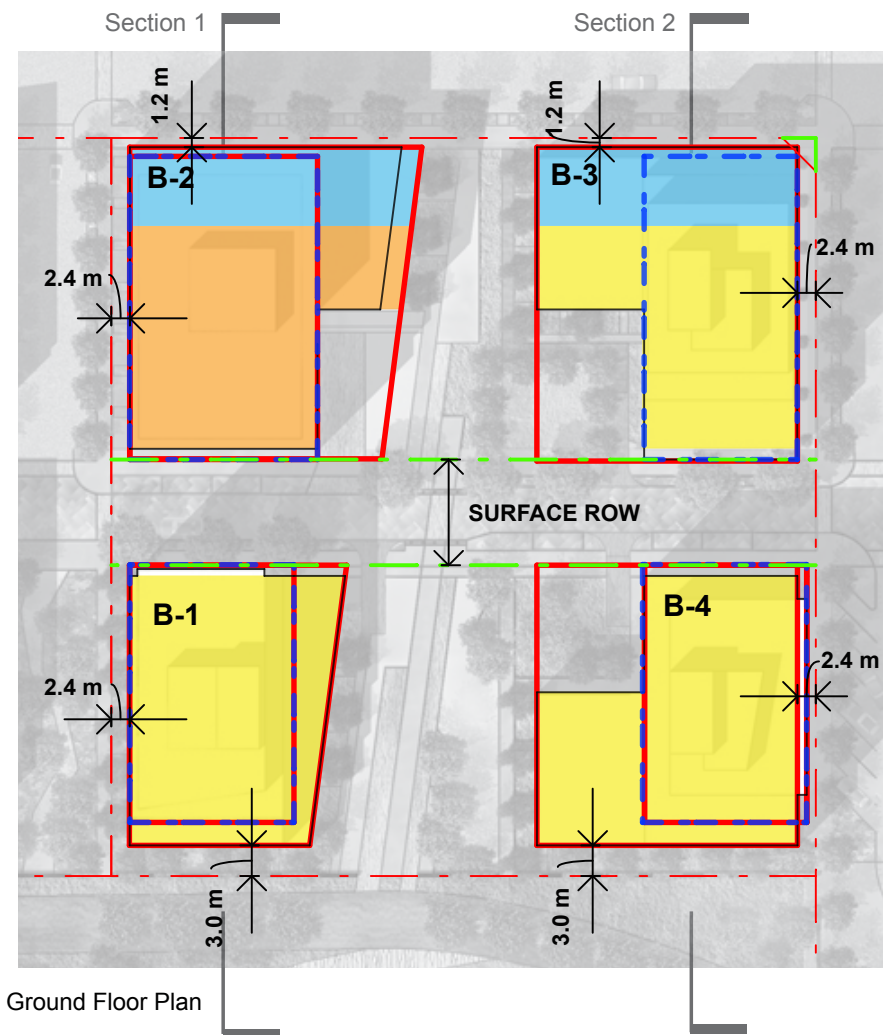 Section 1
Section 2
1.2 m
1.2 m
B-2
B-3
2.4 m
2.4 m
SURFACE ROW
B-1
B-4
2.4 m
2.4 m
3.0 m
3.0 m
Ground Floor Plan